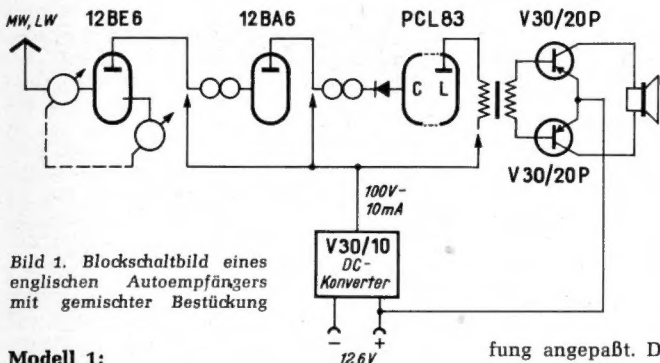 MW, LW
12BE6
12BA6
PCL83
V30/20P
C L
V30/20P
100V-
10mA
V30/10
DC-
Konverter
- +
12,6V
Bild 1. Blockschaltbild eines
englischen Autoempfängers
mit gemischter Bestückung
Modell 1:
fung angepaßt. D